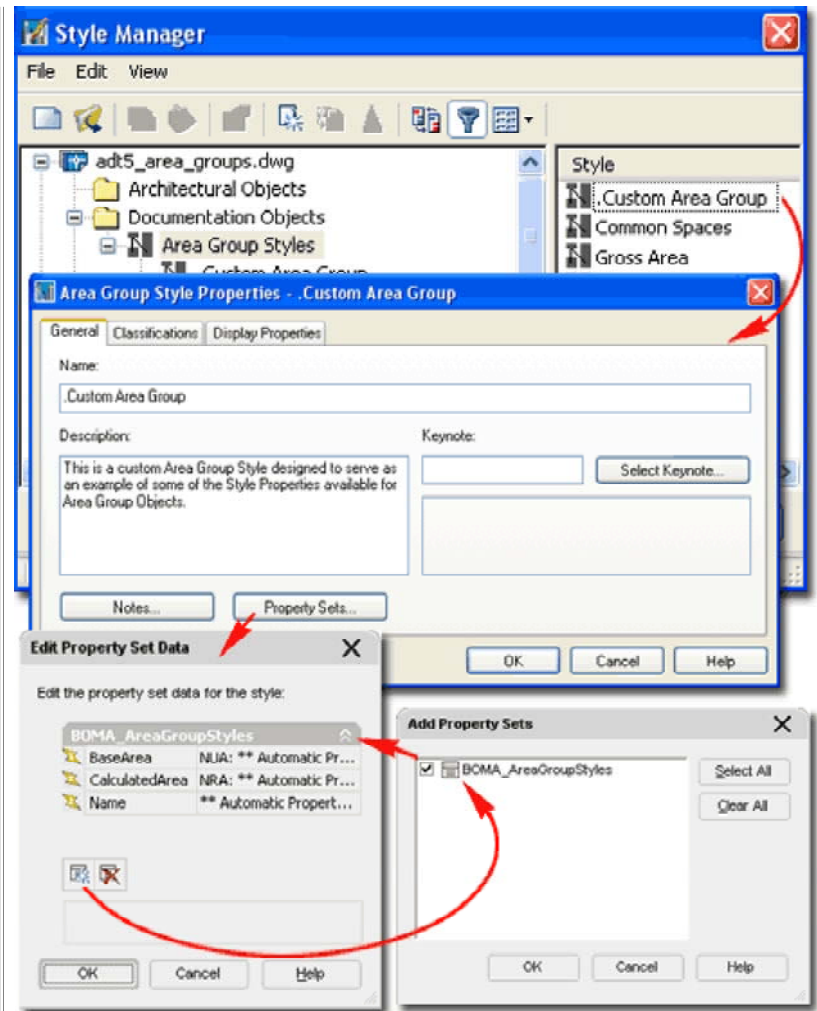 Style Manager
File Edit View
adt5_area_groups.dwg
Architectural Objects
Documentation Objects
Area Group Styles
.Custom Area Group
Style
.Custom Area Group
Common Spaces
Gross Area
Area Group Style Properties - .Custom Area Group
General Classifications Display Properties
Name:
.Custom Area Group
Description:
This is a custom Area Group Style designed to serve as
an example of some of the Style Properties available for
Area Group Objects.
Keynote:
Select Keynote...
Notes...
Property Sets...
OK Cancel Help
Edit Property Set Data
Edit the property set data for the style:
BOMA_AreaGroupStyles
BaseArea NUA: ** Automatic Pr...
CalculatedArea NRA: ** Automatic Pr...
Name ** Automatic Propert...
OK Cancel Help
Add Property Sets
BOMA_AreaGroupStyles
Select All
Clear All
OK Cancel Help